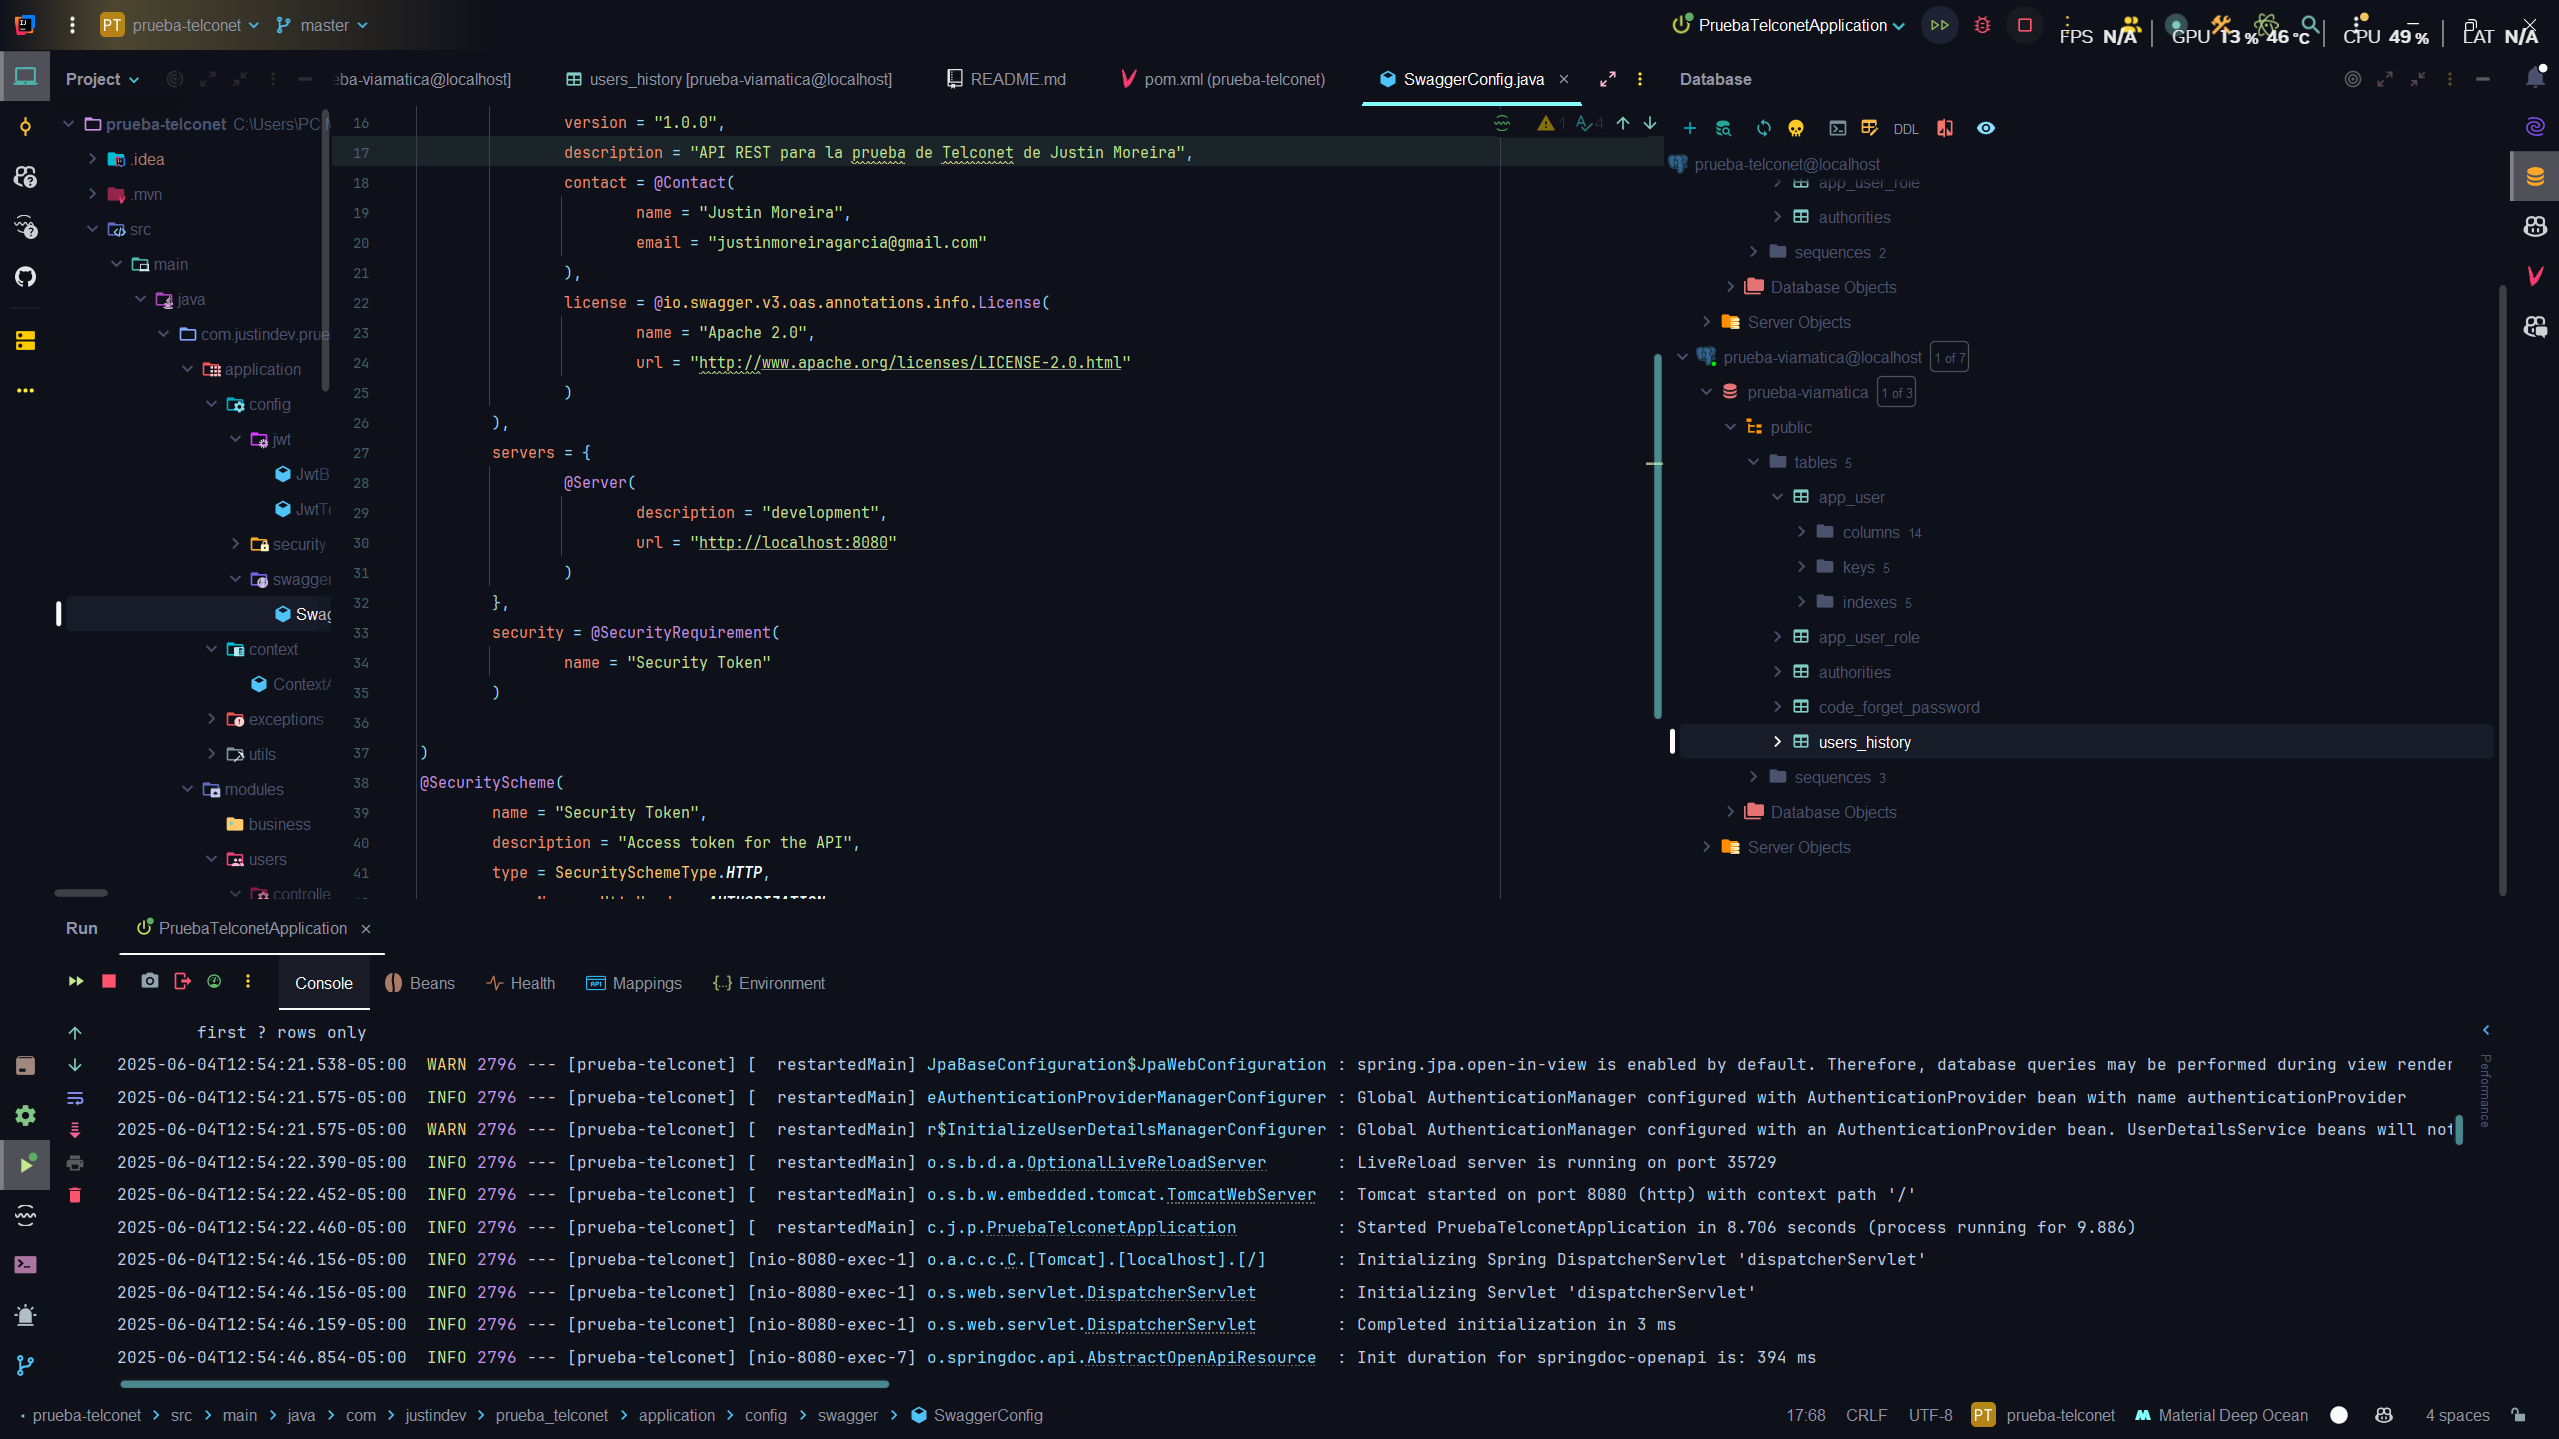 PT prueba-telconet master
PruebaTelconetApplication
FPS N/A GPU 13 % 46 °C CPU 49 % LAT N/A
Project
eba-viamatica@localhost]
users_history [prueba-viamatica@localhost]
README.md
pom.xml (prueba-telconet)
SwaggerConfig.java
Database
prueba-telconet C:\Users\PC M
.idea
.mvn
src
main
java
com.justindev.prue
application
config
jwt
JwtB
JwtTo
security
swagger
Swag
context
ContextA
exceptions
utils
modules
business
users
controlle
16 version = "1.0.0",
17 description = "API REST para la prueba de Telconet de Justin Moreira",
18 contact = @Contact(
19 name = "Justin Moreira",
20 email = "justinmoreiragarcia@gmail.com"
21 ),
22 license = @io.swagger.v3.oas.annotations.info.License(
23 name = "Apache 2.0",
24 url = "http://www.apache.org/licenses/LICENSE-2.0.html"
25 )
26 ),
27 servers = {
28 @Server(
29 description = "development",
30 url = "http://localhost:8080"
31 )
32 },
33 security = @SecurityRequirement(
34 name = "Security Token"
35 )
36
37 )
38 @SecurityScheme(
39 name = "Security Token",
40 description = "Access token for the API",
41 type = SecuritySchemeType.HTTP,
1 4
DDL
prueba-telconet@localhost
app_user_role
authorities
sequences 2
Database Objects
Server Objects
prueba-viamatica@localhost 1 of 7
prueba-viamatica 1 of 3
public
tables 5
app_user
columns 14
keys 5
indexes 5
app_user_role
authorities
code_forget_password
users_history
sequences 3
Database Objects
Server Objects
Run PruebaTelconetApplication
Console Beans Health Mappings Environment
first ? rows only
2025-06-04T12:54:21.538-05:00 WARN 2796 --- [prueba-telconet] [ restartedMain] JpaBaseConfiguration$JpaWebConfiguration : spring.jpa.open-in-view is enabled by default. Therefore, database queries may be performed during view render
2025-06-04T12:54:21.575-05:00 INFO 2796 --- [prueba-telconet] [ restartedMain] eAuthenticationProviderManagerConfigurer : Global AuthenticationManager configured with AuthenticationProvider bean with name authenticationProvider
2025-06-04T12:54:21.575-05:00 WARN 2796 --- [prueba-telconet] [ restartedMain] r$InitializeUserDetailsManagerConfigurer : Global AuthenticationManager configured with an AuthenticationProvider bean. UserDetailsService beans will not
2025-06-04T12:54:22.390-05:00 INFO 2796 --- [prueba-telconet] [ restartedMain] o.s.b.d.a.OptionalLiveReloadServer : LiveReload server is running on port 35729
2025-06-04T12:54:22.452-05:00 INFO 2796 --- [prueba-telconet] [ restartedMain] o.s.b.w.embedded.tomcat.TomcatWebServer : Tomcat started on port 8080 (http) with context path '/'
2025-06-04T12:54:22.460-05:00 INFO 2796 --- [prueba-telconet] [ restartedMain] c.j.p.PruebaTelconetApplication : Started PruebaTelconetApplication in 8.706 seconds (process running for 9.886)
2025-06-04T12:54:46.156-05:00 INFO 2796 --- [prueba-telconet] [nio-8080-exec-1] o.a.c.c.C.[Tomcat].[localhost].[/] : Initializing Spring DispatcherServlet 'dispatcherServlet'
2025-06-04T12:54:46.156-05:00 INFO 2796 --- [prueba-telconet] [nio-8080-exec-1] o.s.web.servlet.DispatcherServlet : Initializing Servlet 'dispatcherServlet'
2025-06-04T12:54:46.159-05:00 INFO 2796 --- [prueba-telconet] [nio-8080-exec-1] o.s.web.servlet.DispatcherServlet : Completed initialization in 3 ms
2025-06-04T12:54:46.854-05:00 INFO 2796 --- [prueba-telconet] [nio-8080-exec-7] o.springdoc.api.AbstractOpenApiResource : Init duration for springdoc-openapi is: 394 ms
Performance
prueba-telconet > src > main > java > com > justindev > prueba_telconet > application > config > swagger > SwaggerConfig
17:68 CRLF UTF-8 PT prueba-telconet Material Deep Ocean 4 spaces